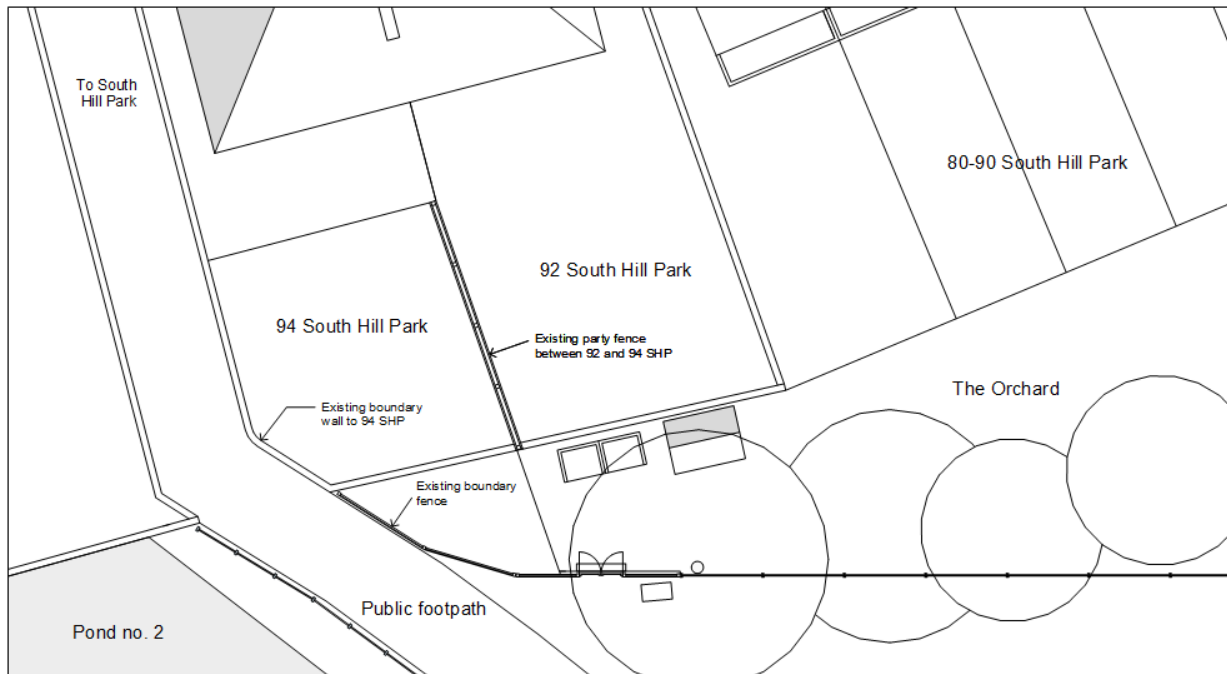 To South
Hill Park
80-90 South Hill Park
92 South Hill Park
94 South Hill Park
Existing party fence
between 92 and 94 SHP
The Orchard
Existing boundary
wall to 94 SHP
Existing boundary
fence
Public footpath
Pond no. 2